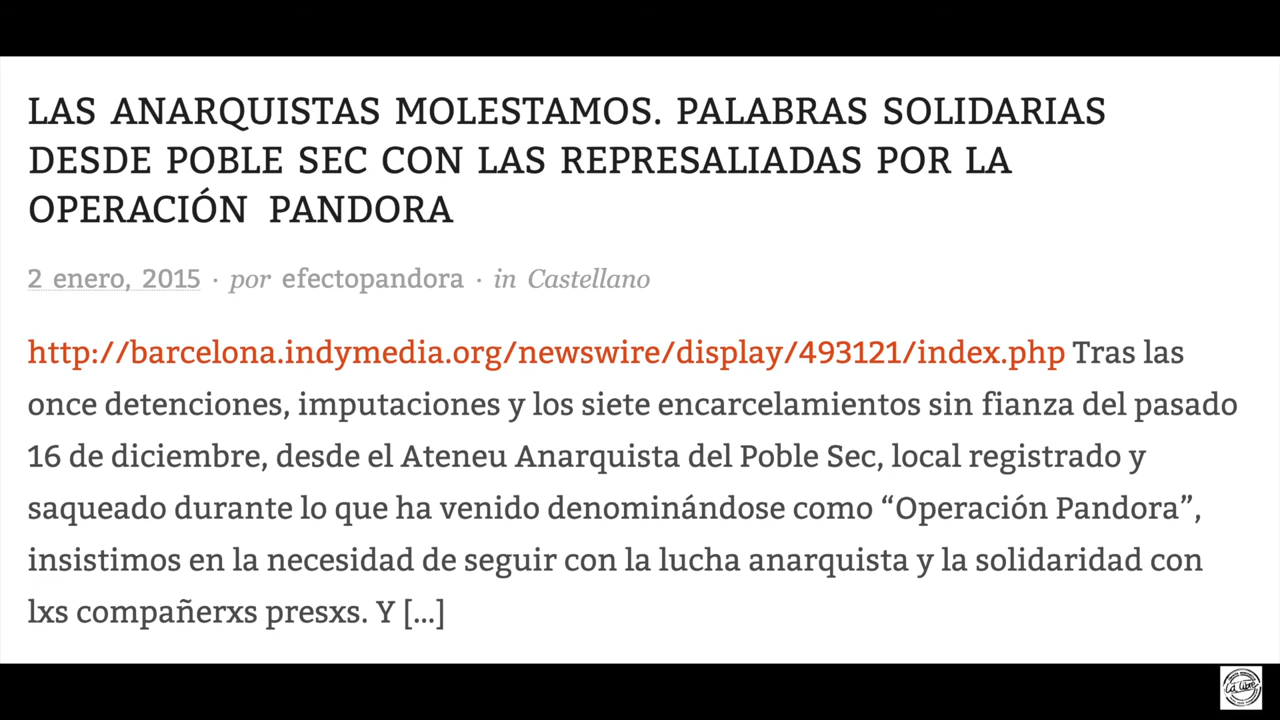 LAS ANARQUISTAS MOLESTAMOS. PALABRAS SOLIDARIAS
DESDE POBLE SEC CON LAS REPRESALIADAS POR LA
OPERACIÓN PANDORA
2 enero, 2015 · por efectopandora · in Castellano
http://barcelona.indymedia.org/newswire/display/493121/index.php Tras las
once detenciones, imputaciones y los siete encarcelamientos sin fianza del pasado
16 de diciembre, desde el Ateneu Anarquista del Poble Sec, local registrado y
saqueado durante lo que ha venido denominándose como “Operación Pandora”,
insistimos en la necesidad de seguir con la lucha anarquista y la solidaridad con
lxs compañerxs presxs. Y [...]